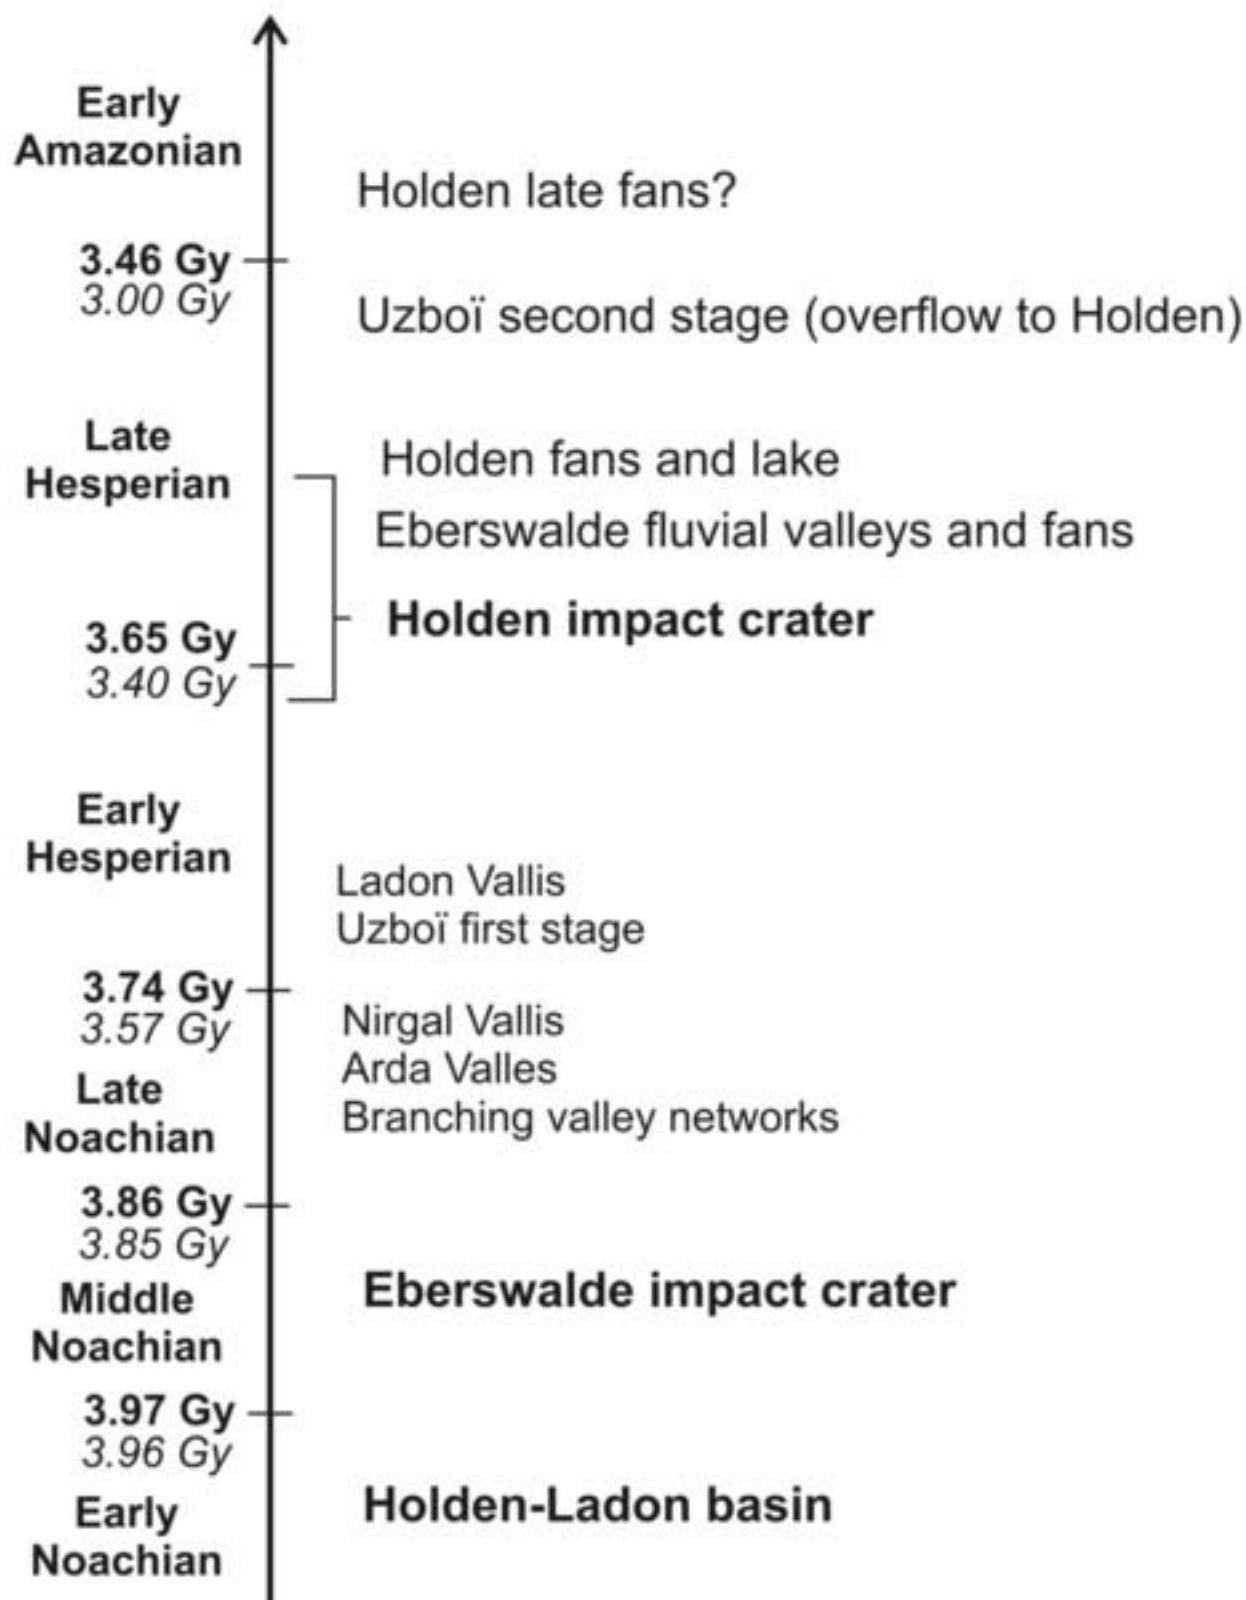 Early
Amazonian
Holden late fans?
3.46 Gy
3.00 Gy
Uzboï second stage (overflow to Holden)
Late
Hesperian
Holden fans and lake
Eberswalde fluvial valleys and fans
Holden impact crater
3.65 Gy
3.40 Gy
Early
Hesperian
Ladon Vallis
Uzboï first stage
3.74 Gy
3.57 Gy
Nirgal Vallis
Arda Valles
Branching valley networks
Late
Noachian
3.86 Gy
3.85 Gy
Eberswalde impact crater
Middle
Noachian
3.97 Gy
3.96 Gy
Holden-Ladon basin
Early
Noachian